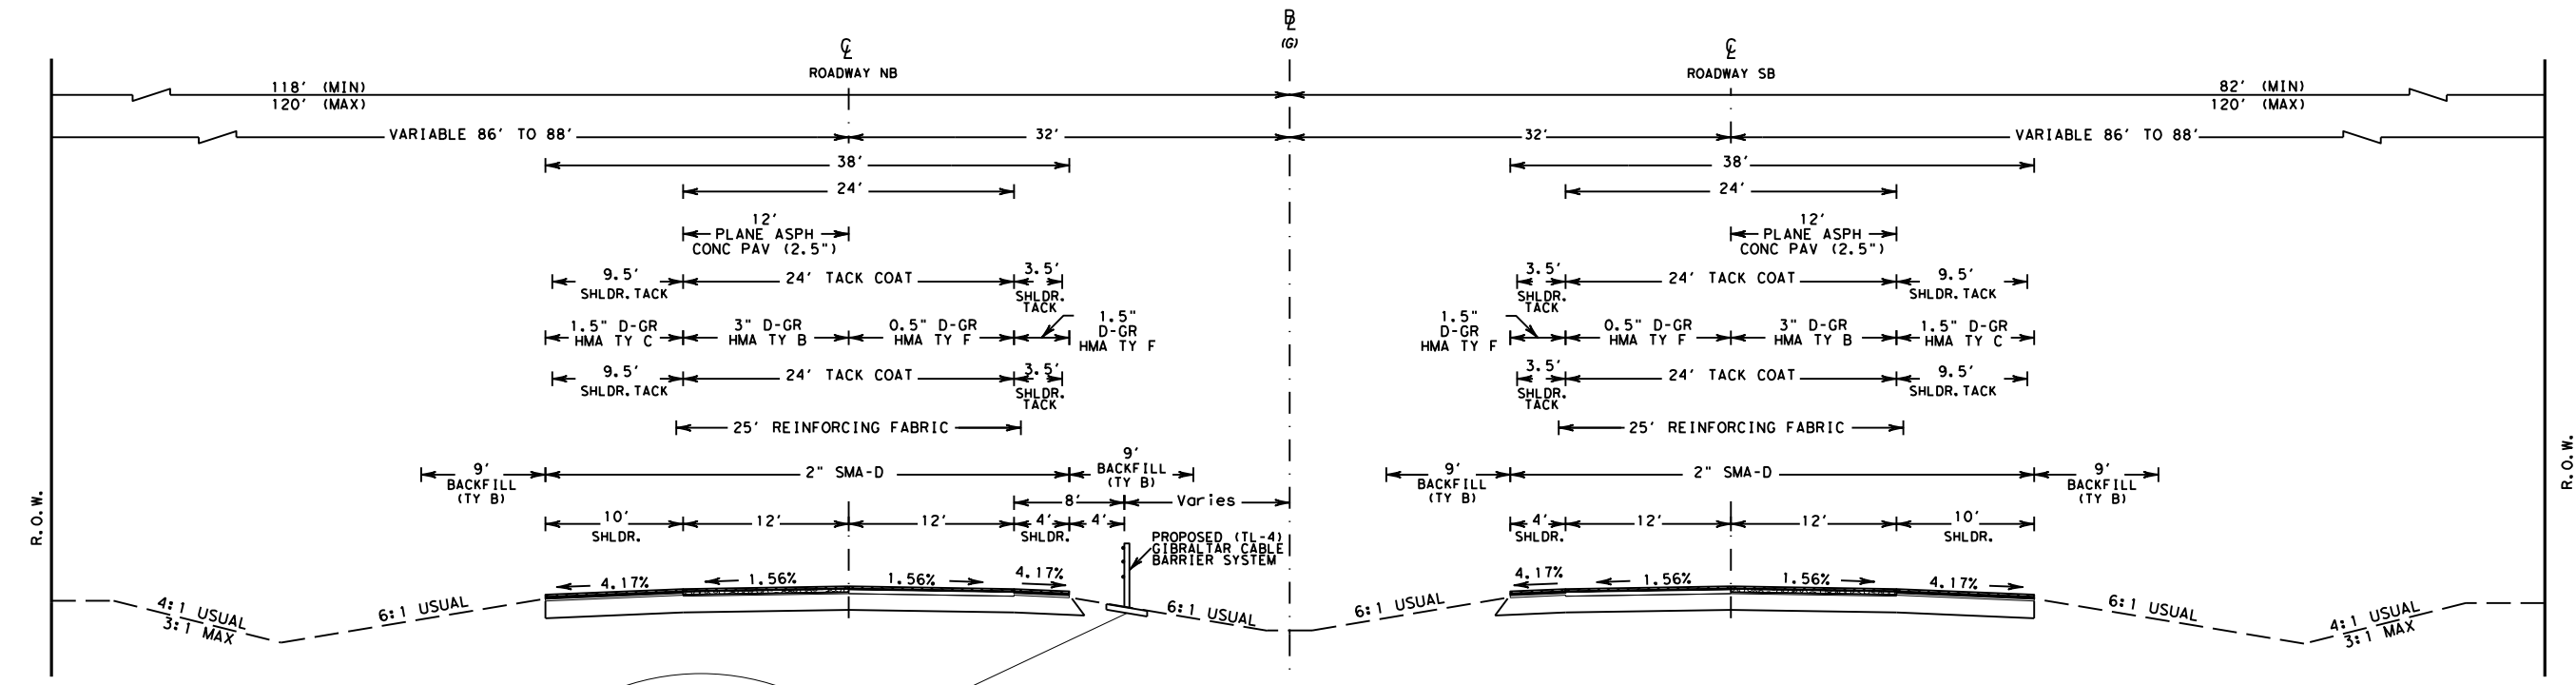 ℄
ROADWAY NB
B
L
(G)
℄
ROADWAY SB
118' (MIN)
120' (MAX)
82' (MIN)
120' (MAX)
VARIABLE 86' TO 88'
32'
32'
VARIABLE 86' TO 88'
38'
38'
24'
24'
12'
PLANE ASPH
CONC PAV (2.5")
12'
PLANE ASPH
CONC PAV (2.5")
9.5'
SHLDR. TACK
24' TACK COAT
3.5'
SHLDR.
TACK
3.5'
SHLDR.
TACK
24' TACK COAT
9.5'
SHLDR. TACK
1.5" D-GR
HMA TY C
3" D-GR
HMA TY B
0.5" D-GR
HMA TY F
1.5"
D-GR
HMA TY F
1.5"
D-GR
HMA TY F
0.5" D-GR
HMA TY F
3" D-GR
HMA TY B
1.5" D-GR
HMA TY C
9.5'
SHLDR. TACK
24' TACK COAT
3.5'
SHLDR.
TACK
3.5'
SHLDR.
TACK
24' TACK COAT
9.5'
SHLDR. TACK
25' REINFORCING FABRIC
25' REINFORCING FABRIC
9'
BACKFILL
(TY B)
2" SMA-D
9'
BACKFILL
(TY B)
9'
BACKFILL
(TY B)
2" SMA-D
9'
BACKFILL
(TY B)
8'
Varies
10'
SHLDR.
12'
12'
4'
SHLDR.
4'
4'
SHLDR.
12'
12'
10'
SHLDR.
PROPOSED (TL-4)
GIBRALTAR CABLE
BARRIER SYSTEM
R.O.W.
R.O.W.
4.17%
1.56%
1.56%
4.17%
4.17%
1.56%
1.56%
4.17%
4:1 USUAL
3:1 MAX
6:1 USUAL
6:1 USUAL
6:1 USUAL
6:1 USUAL
4:1 USUAL
3:1 MAX